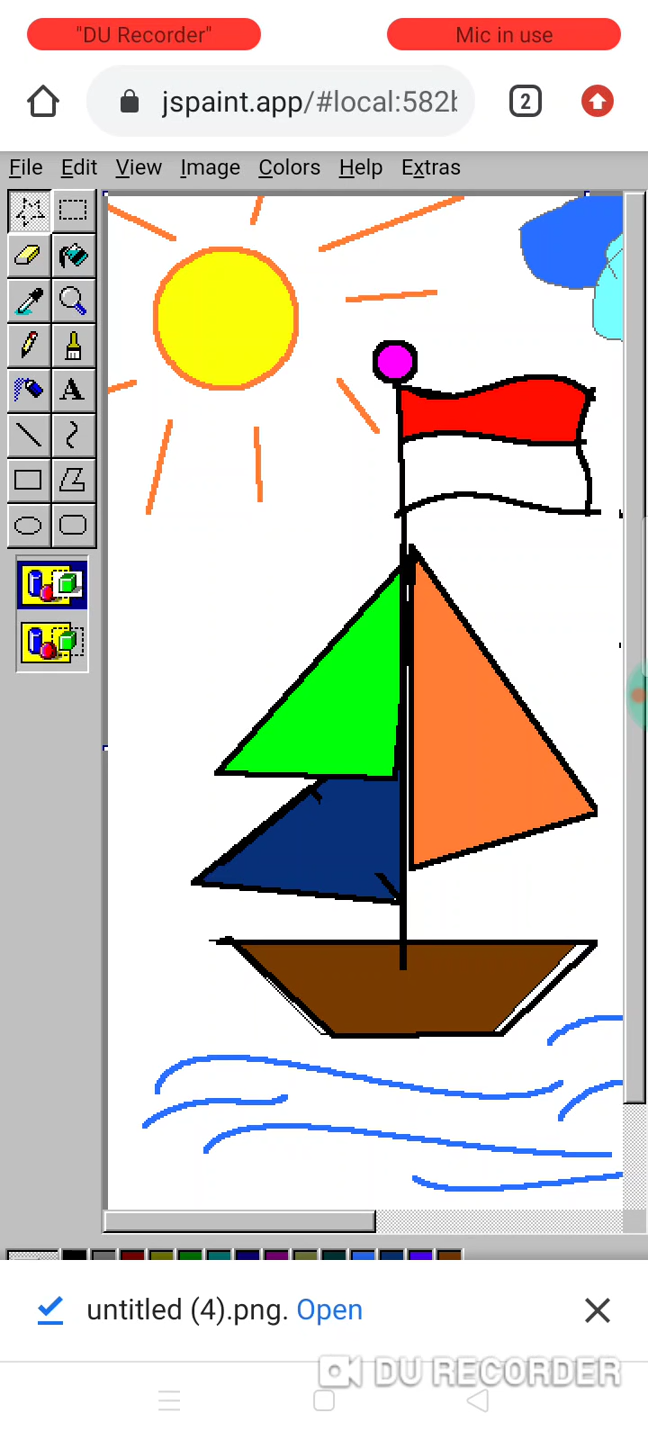 "DU Recorder" Mic in use
jspaint.app/#local:582b 2
File Edit View Image Colors Help Extras
A
untitled (4).png. Open
DU RECORDER